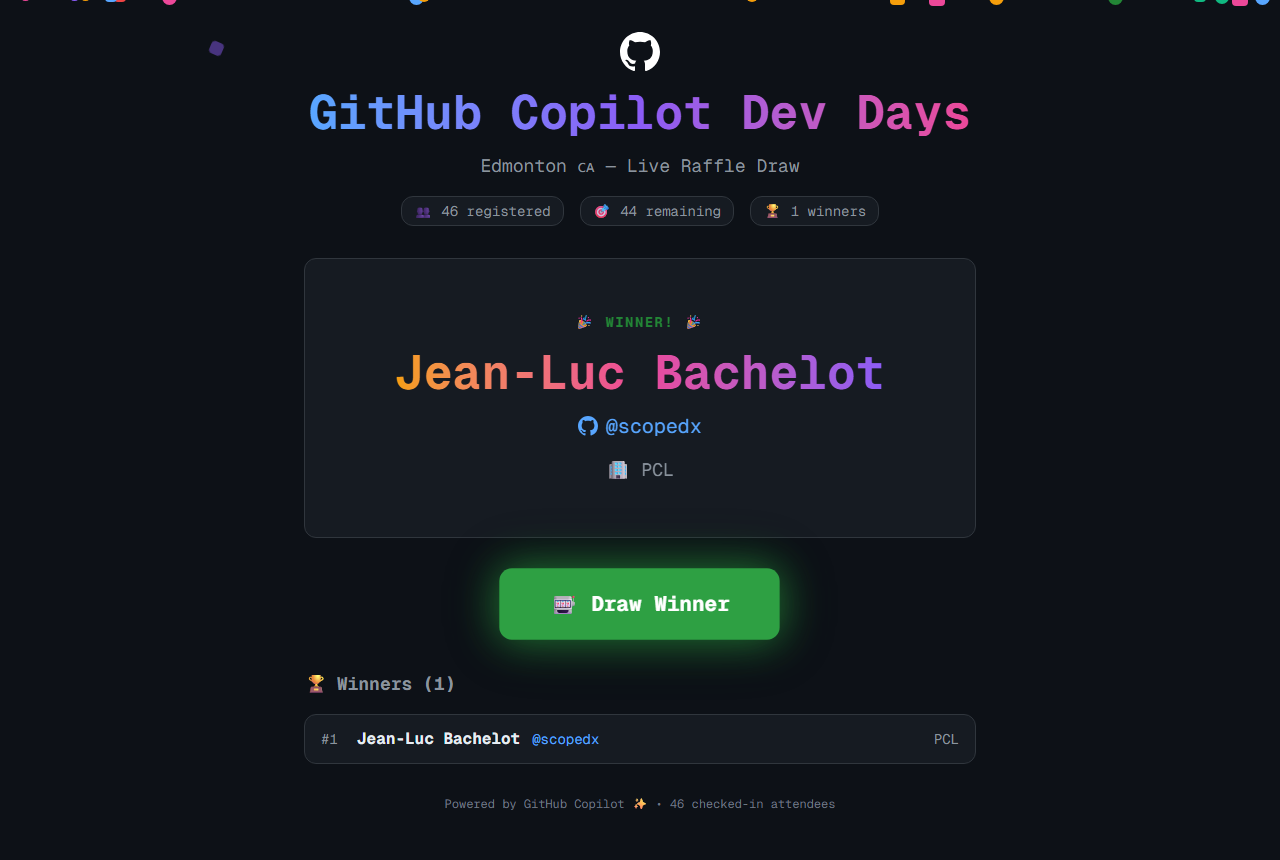 GitHub Copilot Dev Days
Edmonton CA — Live Raffle Draw
👥 46 registered
🎯 44 remaining
🏆 1 winners
🎉 WINNER! 🎉
Jean-Luc Bachelot
@scopedx
🏢 PCL
🎰 Draw Winner
🏆 Winners (1)
#1 Jean-Luc Bachelot @scopedx PCL
Powered by GitHub Copilot ✨ • 46 checked-in attendees